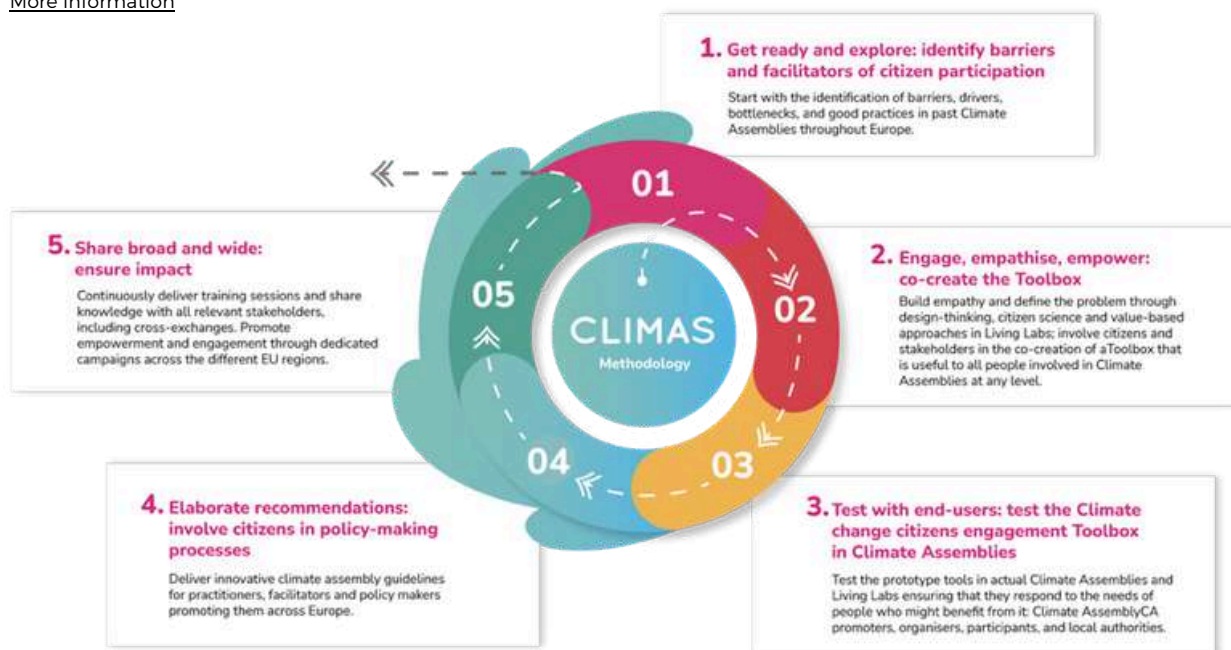 More information
1. Get ready and explore: identify barriers
and facilitators of citizen participation
Start with the identification of barriers, drivers,
bottlenecks, and good practices in past Climate
Assemblies throughout Europe.
01
5. Share broad and wide:
ensure impact
Continuously deliver training sessions and share
knowledge with all relevant stakeholders,
including cross-exchanges. Promote
empowerment and engagement through dedicated
campaigns across the different EU regions.
05
CLIMAS
Methodology
02
2. Engage, empathise, empower:
co-create the Toolbox
Build empathy and define the problem through
design-thinking, citizen science and value-based
approaches in Living Labs; involve citizens and
stakeholders in the co-creation of aToolbox that
is useful to all people involved in Climate
Assemblies at any level.
04
03
4. Elaborate recommendations:
involve citizens in policy-making
processes
Deliver innovative climate assembly guidelines
for practitioners, facilitators and policy makers
promoting them across Europe.
3. Test with end-users: test the Climate
change citizens engagement Toolbox
in Climate Assemblies
Test the prototype tools in actual Climate Assemblies and
Living Labs ensuring that they respond to the needs of
people who might benefit from it: Climate AssemblyCA
promoters, organisers, participants, and local authorities.